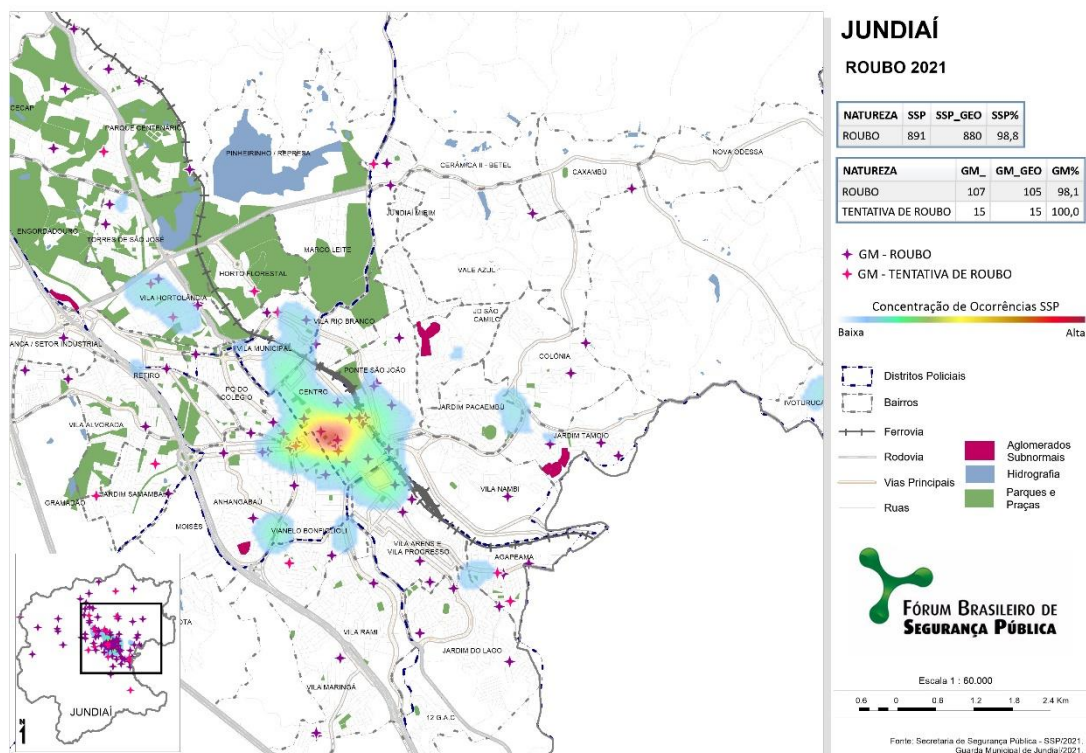 JUNDIAÍ
ROUBO 2021
NATUREZA SSP SSP_GEO SSP%
ROUBO 891 880 98,8
NATUREZA GM_ GM_GEO GM%
ROUBO 107 105 98,1
TENTATIVA DE ROUBO 15 15 100,0
GM - ROUBO
GM - TENTATIVA DE ROUBO
Concentração de Ocorrências SSP
Baixa Alta
Distritos Policiais
Bairros
Ferrovia
Rodovia
Vias Principais
Ruas
Aglomerados
Subnormais
Hidrografia
Parques e
Praças
FÓRUM BRASILEIRO DE
SEGURANÇA PÚBLICA
Escala 1 : 60.000
0.6 0 0.6 1.2 1.8 2.4 Km
Fonte: Secretaria de Segurança Pública - SSP/2021.
Guarda Municipal de Jundiaí/2021.
CECAP
PARQUE CENTENÁRIO
PINHEIRINHO / REPRESA
CERÂMICA II - BETEL
NOVA ODESSA
CAXAMBÚ
JUNDIAÍ MIRIM
ENGORDADOURO
TORRES DE SÃO JOSÉ
MARCO LEITE
HORTO FLORESTAL
VALE AZUL
VILA HORTOLÂNDIA
JD SÃO
CAMILO
VILA RIO BRANCO
ANCA / SETOR INDUSTRIAL
VILA MUNICIPAL
COLÔNIA
RETIRO
PONTE SÃO JOÃO
PQ DO
COLÉGIO
CENTRO
JARDIM PACAEMBÚ
IVOTURUCA
VILA ALVORADA
JARDIM TAMOIO
JARDIM SAMAMBAIA
GRAMADÃO
VILA NAMBI
ANHANGABAÚ
MOISÉS
VIANELO BONFIGLIOLI
VILA ARENS E
VILA PROGRESSO
AGAPEAMA
OTA
VILA RAMI
JARDIM DO LAGO
VILA MARINGÁ
12 G.A.C
N
JUNDIAÍ